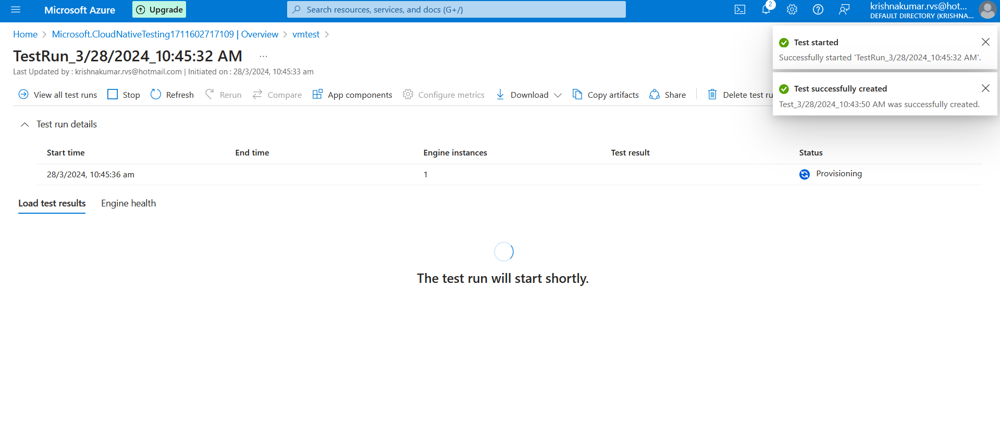 Microsoft Azure
Upgrade
Search resources, services, and docs (G+/)
2
krishnakumar.rvs@hot...
DEFAULT DIRECTORY (KRISHNA...
Home > Microsoft.CloudNativeTesting1711602717109 | Overview > vmtest >
TestRun_3/28/2024_10:45:32 AM ...
Last Updated by : krishnakumar.rvs@hotmail.com | Initiated on : 28/3/2024, 10:45:33 am
Test started
Successfully started 'TestRun_3/28/2024_10:45:32 AM'.
Test successfully created
Test_3/28/2024_10:43:50 AM was successfully created.
View all test runs Stop Refresh Rerun Compare App components Configure metrics Download Copy artifacts Share Delete test ru
Test run details
Start time End time Engine instances Test result Status
28/3/2024, 10:45:36 am 1 Provisioning
Load test results Engine health
The test run will start shortly.